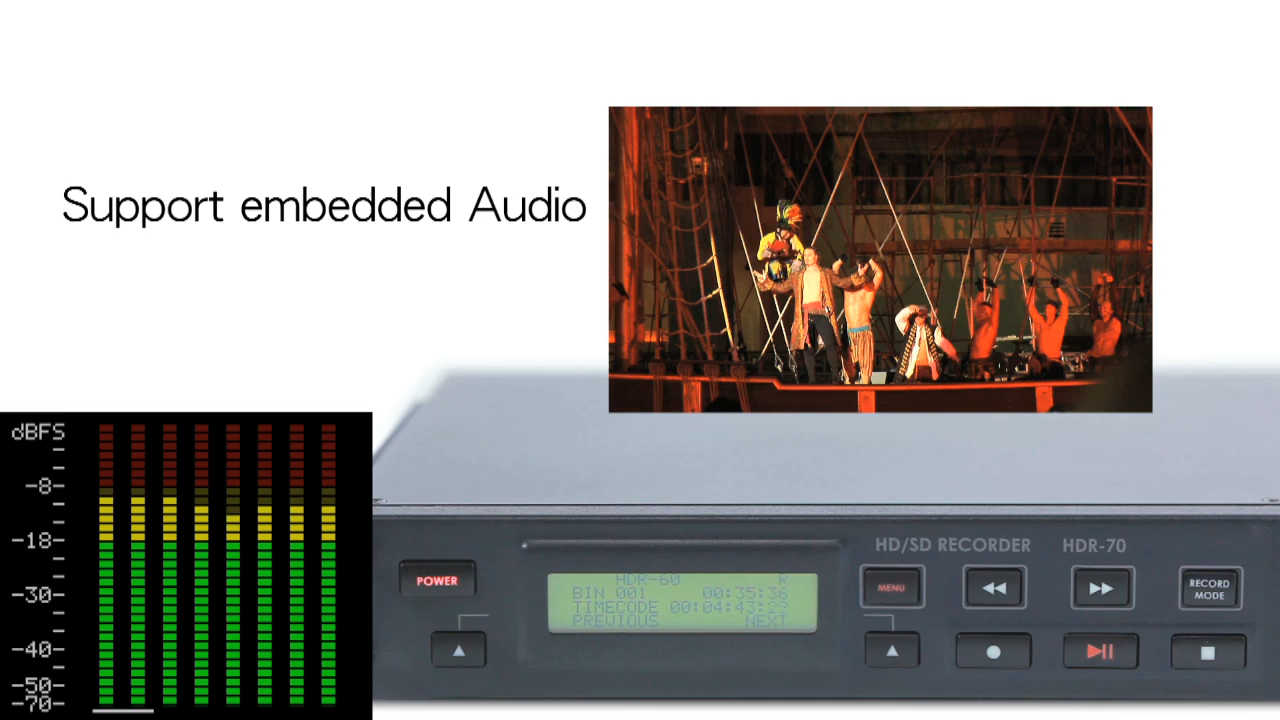 Support embedded Audio
dBFS
-8-
-18-
-30-
-40-
-50-
-70-
HD/SD RECORDER HDR-70
POWER
HDR-60 R
BIN 001 00:35:36
TIMECODE 00:04:43:22
PREVIOUS NEXT
MENU
RECORD
MODE